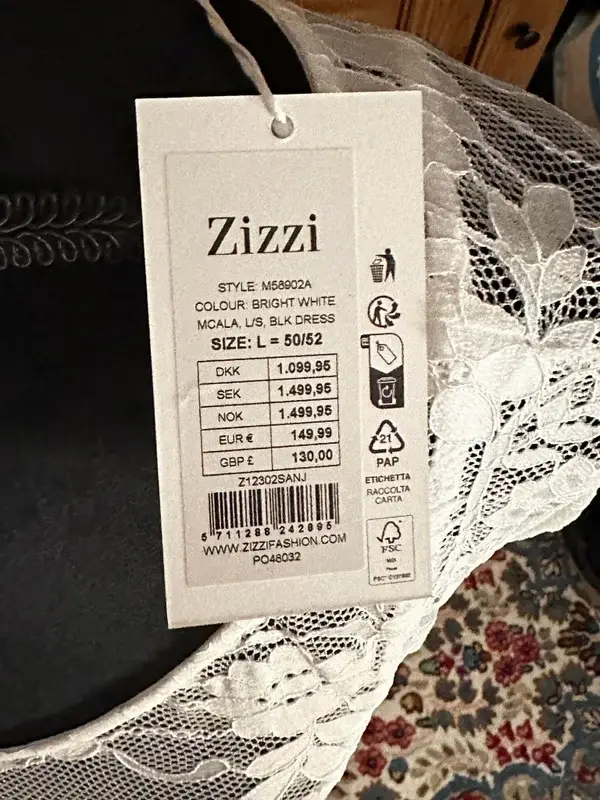 Zizzi
STYLE: M58902A
COLOUR: BRIGHT WHITE
MCALA, L/S, BLK DRESS
SIZE: L = 50/52
DKK 1.099,95
SEK 1.499,95
NOK 1.499,95
EUR € 149,99
GBP £ 130,00
Z12302SANJ
5 711288 242895
WWW.ZIZZIFASHION.COM
PO48032
21
PAP
ETICHETTA
RACCOLTA
CARTA
FSC